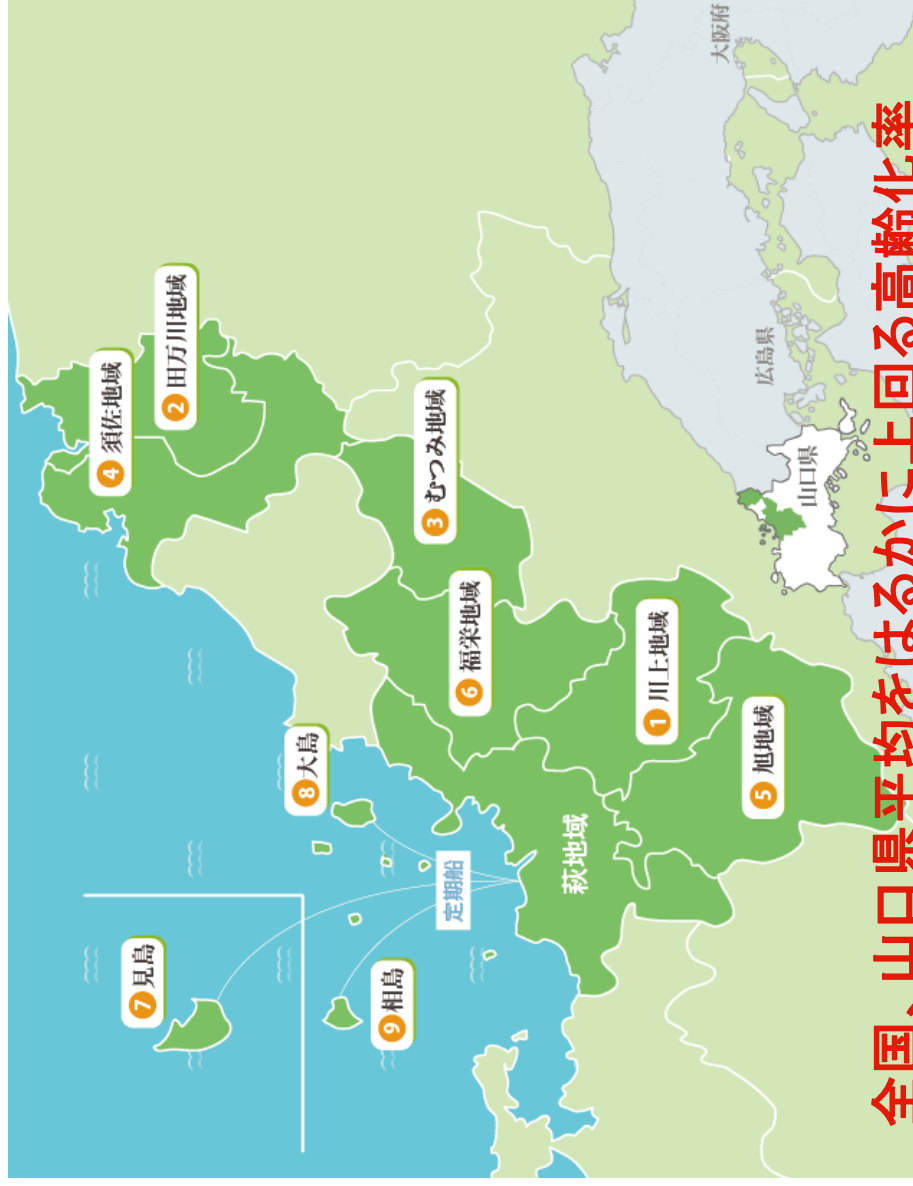 ④ 須佐地域
② 田万川地域
③ むつみ地域
⑥ 福栄地域
⑧ 大島
① 川上地域
⑤ 旭地域
⑦ 見島
⑨ 相島
定期船
萩地域
大阪府
広島県
山口県
全国、山口県平均をはるかに上回る高齢化率